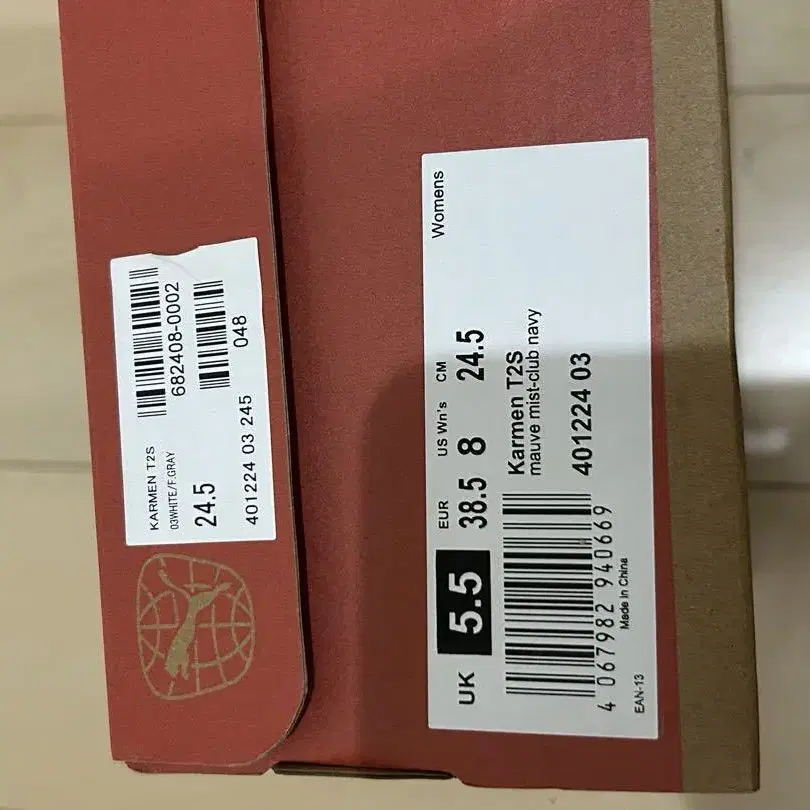 KARMEN T2S
03WHITE/F.GRAY
24.5
401224 03 245
682408-0002
048
Womens
UK 5.5
EUR 38.5
US Wn's 8
CM 24.5
Karmen T2S
mauve mist-club navy
401224 03
4 067982 940669
EAN-13
Made in China